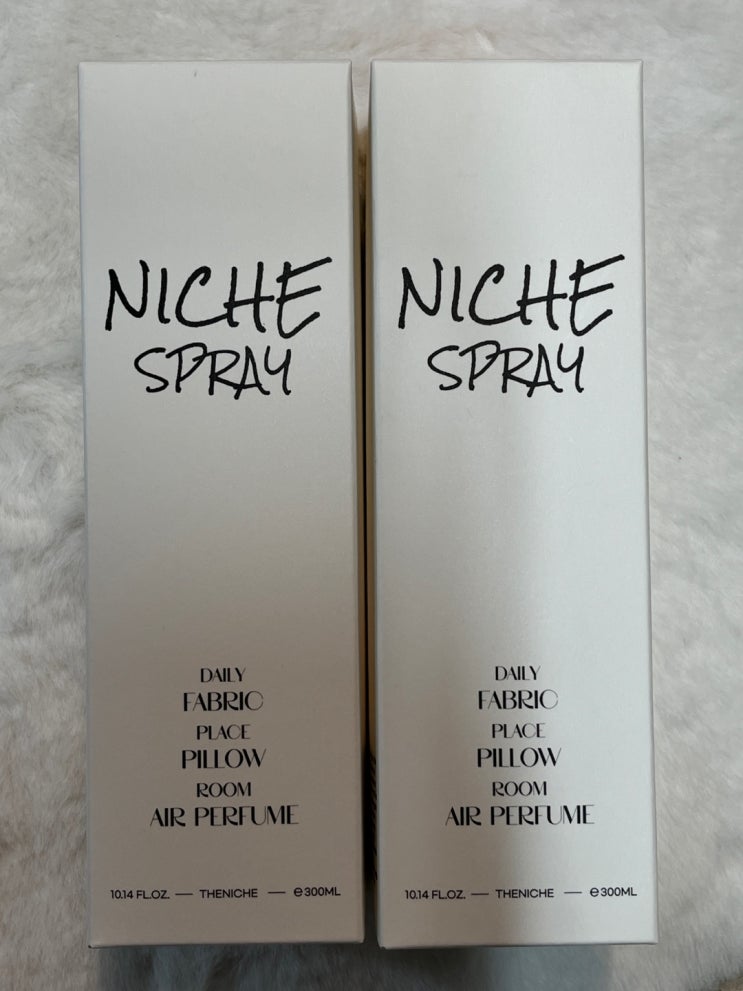 NICHE
SPRAY
DAILY
FABRIC
PLACE
PILLOW
ROOM
AIR PERFUME
10.14 FL.OZ. — THENICHE — ℮300ML
NICHE
SPRAY
DAILY
FABRIC
PLACE
PILLOW
ROOM
AIR PERFUME
10.14 FL.OZ. — THENICHE — ℮300ML